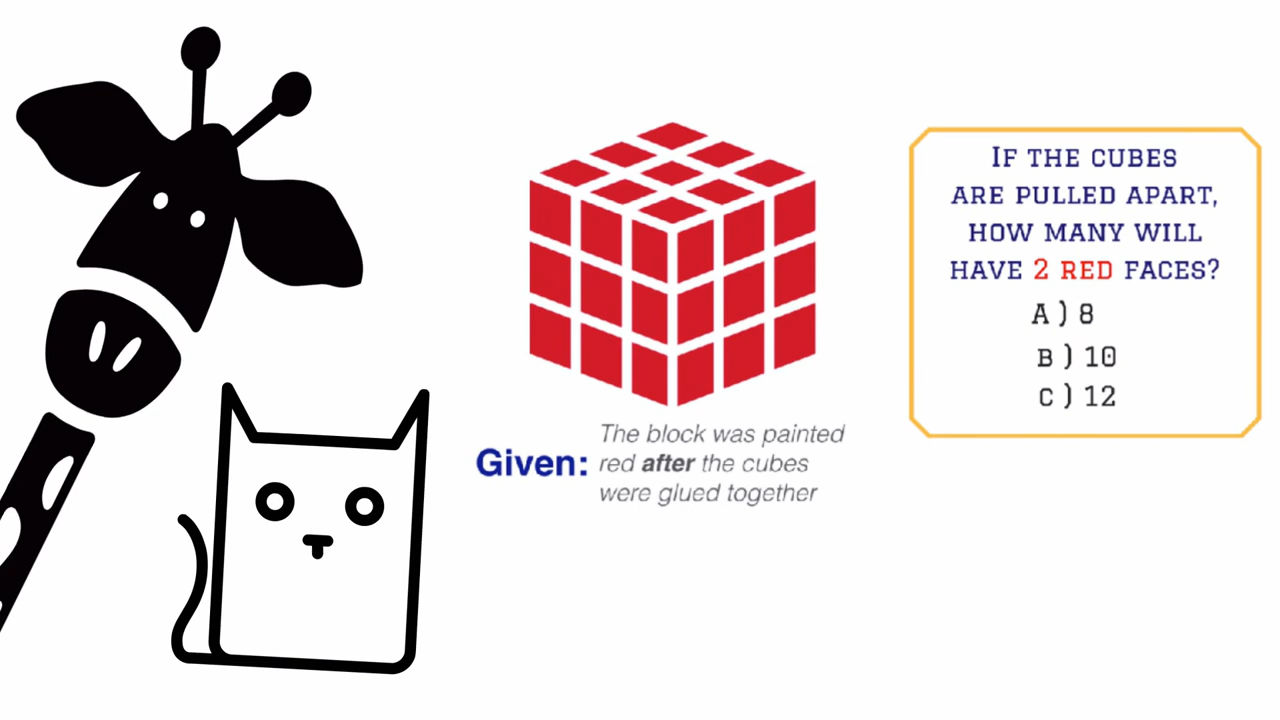 If the cubes
are pulled apart,
how many will
have 2 red faces?
A) 8
B) 10
C) 12
Given:
The block was painted
red after the cubes
were glued together